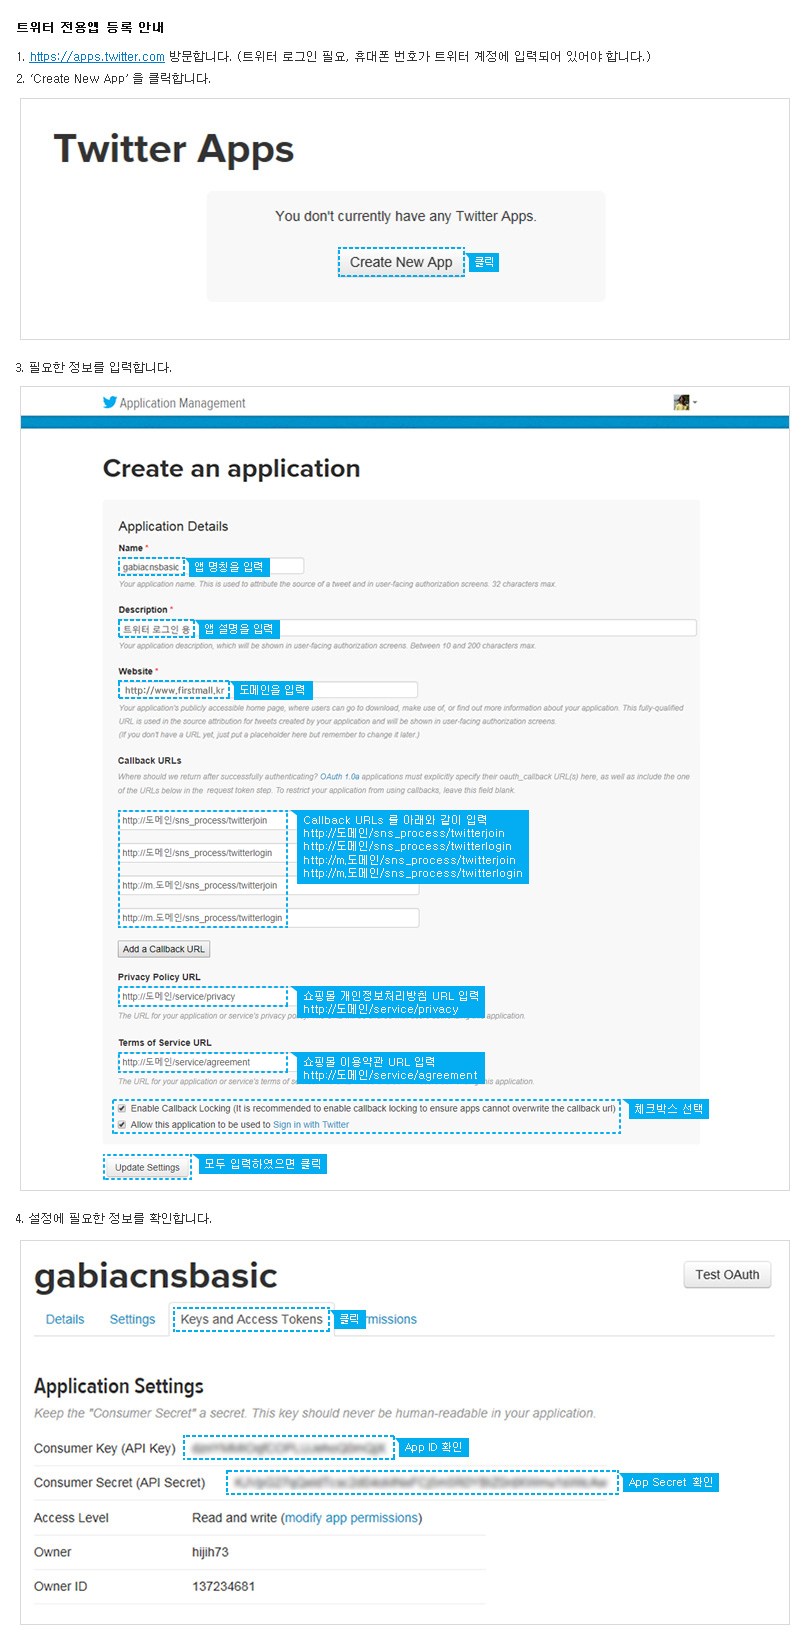 트위터 전용앱 등록 안내
1. https://apps.twitter.com 방문합니다. (트위터 로그인 필요, 휴대폰 번호가 트위터 계정에 입력되어 있어야 합니다.)
2. ‘Create New App’ 을 클릭합니다.
Twitter Apps
You don't currently have any Twitter Apps.
Create New App 클릭
3. 필요한 정보를 입력합니다.
Application Management
Create an application
Application Details
Name *
gabiacnsbasic 앱 명칭을 입력
Your application name. This is used to attribute the source of a tweet and in user-facing authorization screens. 32 characters max.
Description *
트위터 로그인 용 앱 설명을 입력
Your application description, which will be shown in user-facing authorization screens. Between 10 and 200 characters max.
Website *
http://www.firstmall.kr 도메인을 입력
Your application's publicly accessible home page, where users can go to download, make use of, or find out more information about your application. This fully-qualified
URL is used in the source attribution for tweets created by your application and will be shown in user-facing authorization screens.
(If you don't have a URL yet, just put a placeholder here but remember to change it later.)
Callback URLs
Where should we return after successfully authenticating? OAuth 1.0a applications must explicitly specify their oauth_callback URL(s) here, as well as include the one
of the URLs below in the request token step. To restrict your application from using callbacks, leave this field blank.
http://도메인/sns_process/twitterjoin
http://도메인/sns_process/twitterlogin
http://m.도메인/sns_process/twitterjoin
http://m.도메인/sns_process/twitterlogin
Callback URLs 를 아래와 같이 입력
http://도메인/sns_process/twitterjoin
http://도메인/sns_process/twitterlogin
http://m.도메인/sns_process/twitterjoin
http://m.도메인/sns_process/twitterlogin
Add a Callback URL
Privacy Policy URL
http://도메인/service/privacy
쇼핑몰 개인정보처리방침 URL 입력
http://도메인/service/privacy
The URL for your application or service's privacy application.
Terms of Service URL
http://도메인/service/agreement
쇼핑몰 이용약관 URL 입력
http://도메인/service/agreement
The URL for your application or service's terms of application.
Enable Callback Locking (It is recommended to enable callback locking to ensure apps cannot overwrite the callback url) 체크박스 선택
Allow this application to be used to Sign in with Twitter
Update Settings 모두 입력하였으면 클릭
4. 설정에 필요한 정보를 확인합니다.
gabiacnsbasic
Test OAuth
Details Settings Keys and Access Tokens 클릭 rmissions
Application Settings
Keep the "Consumer Secret" a secret. This key should never be human-readable in your application.
Consumer Key (API Key) App ID 확인
Consumer Secret (API Secret) App Secret 확인
Access Level Read and write (modify app permissions)
Owner hijih73
Owner ID 137234681